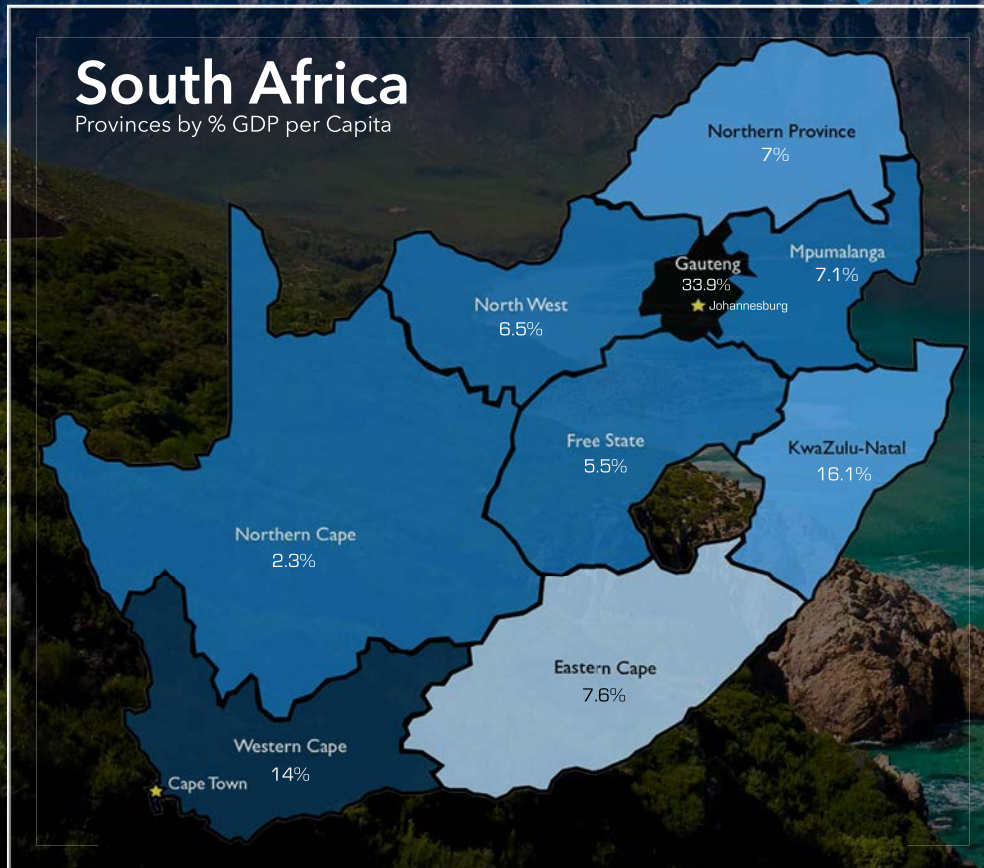 South Africa
Provinces by % GDP per Capita
Northern Province
7%
Mpumalanga
7.1%
Gauteng
33.9%
Johannesburg
North West
6.5%
Free State
5.5%
KwaZulu-Natal
16.1%
Northern Cape
2.3%
Eastern Cape
7.6%
Western Cape
14%
Cape Town